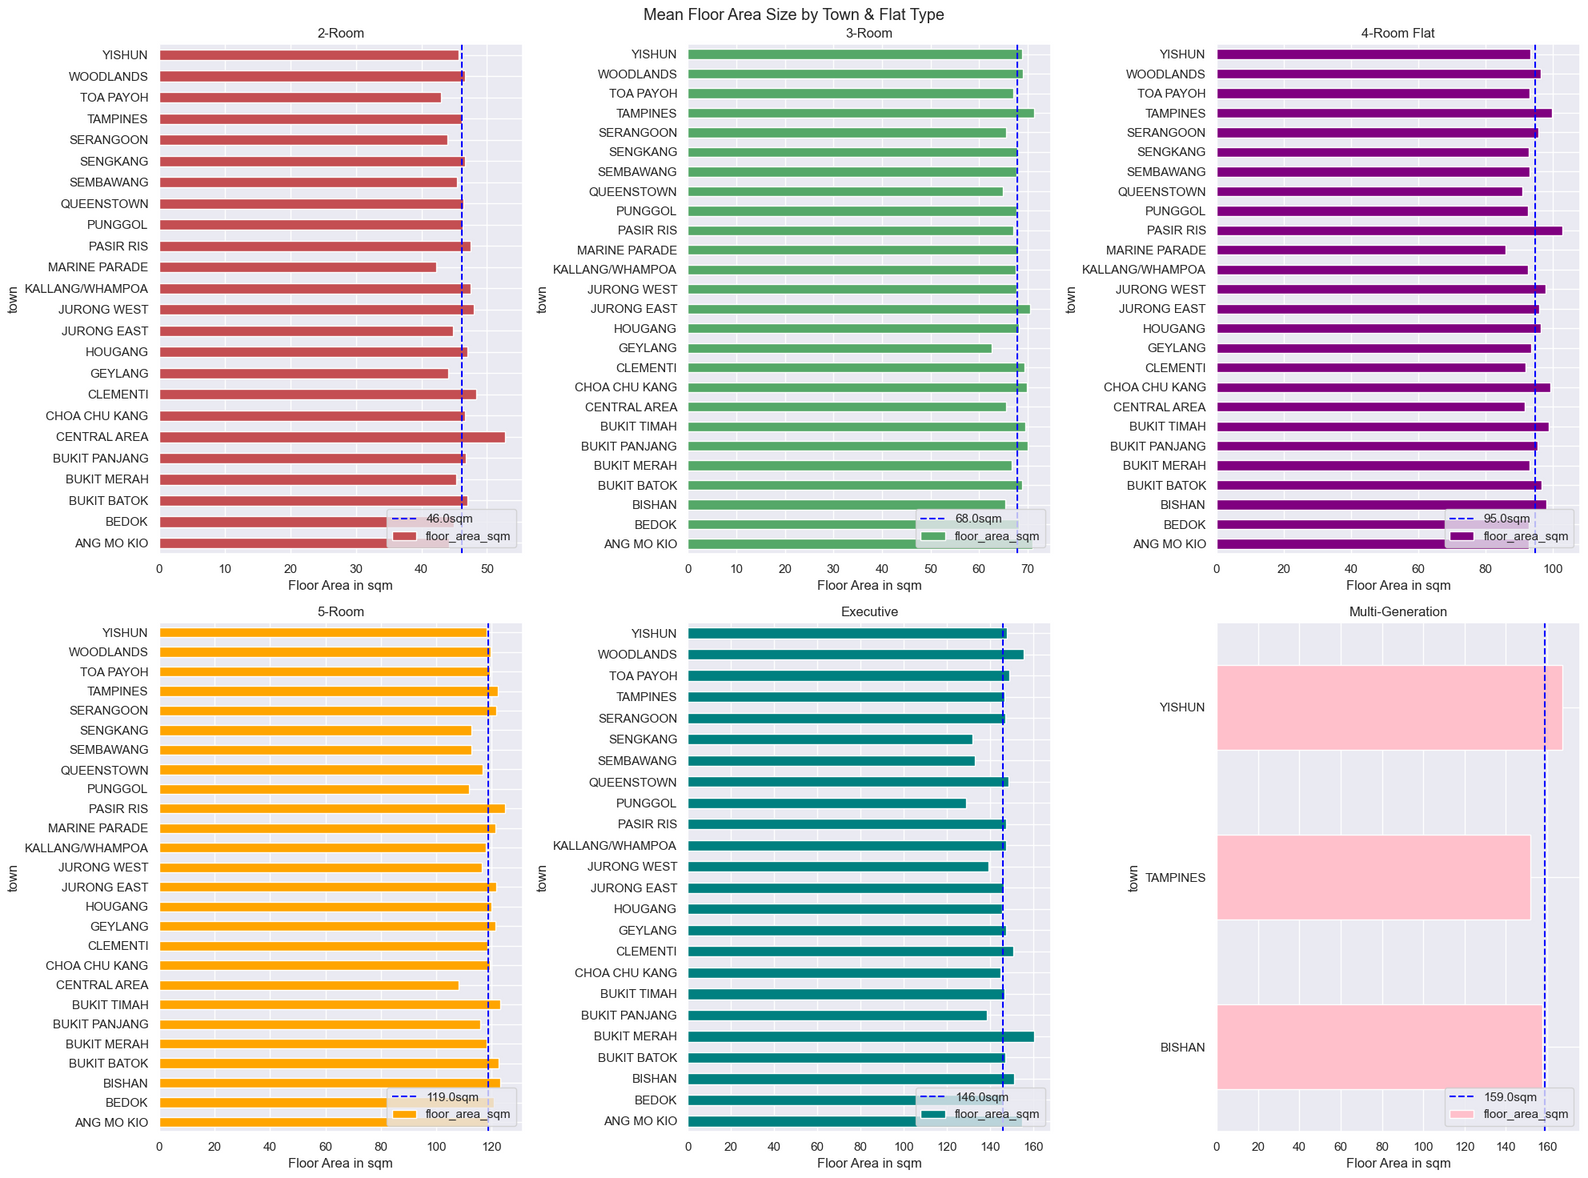 Mean Floor Area Size by Town & Flat Type
2-Room
YISHUN
WOODLANDS
TOA PAYOH
TAMPINES
SERANGOON
SENGKANG
SEMBAWANG
QUEENSTOWN
PUNGGOL
PASIR RIS
MARINE PARADE
KALLANG/WHAMPOA
JURONG WEST
JURONG EAST
HOUGANG
GEYLANG
CLEMENTI
CHOA CHU KANG
CENTRAL AREA
BUKIT PANJANG
BUKIT MERAH
BUKIT BATOK
BEDOK
ANG MO KIO
town
46.0sqm
floor_area_sqm
0 10 20 30 40 50
Floor Area in sqm
3-Room
YISHUN
WOODLANDS
TOA PAYOH
TAMPINES
SERANGOON
SENGKANG
SEMBAWANG
QUEENSTOWN
PUNGGOL
PASIR RIS
MARINE PARADE
KALLANG/WHAMPOA
JURONG WEST
JURONG EAST
HOUGANG
GEYLANG
CLEMENTI
CHOA CHU KANG
CENTRAL AREA
BUKIT TIMAH
BUKIT PANJANG
BUKIT MERAH
BUKIT BATOK
BISHAN
BEDOK
ANG MO KIO
town
68.0sqm
floor_area_sqm
0 10 20 30 40 50 60 70
Floor Area in sqm
4-Room Flat
YISHUN
WOODLANDS
TOA PAYOH
TAMPINES
SERANGOON
SENGKANG
SEMBAWANG
QUEENSTOWN
PUNGGOL
PASIR RIS
MARINE PARADE
KALLANG/WHAMPOA
JURONG WEST
JURONG EAST
HOUGANG
GEYLANG
CLEMENTI
CHOA CHU KANG
CENTRAL AREA
BUKIT TIMAH
BUKIT PANJANG
BUKIT MERAH
BUKIT BATOK
BISHAN
BEDOK
ANG MO KIO
town
95.0sqm
floor_area_sqm
0 20 40 60 80 100
Floor Area in sqm
5-Room
YISHUN
WOODLANDS
TOA PAYOH
TAMPINES
SERANGOON
SENGKANG
SEMBAWANG
QUEENSTOWN
PUNGGOL
PASIR RIS
MARINE PARADE
KALLANG/WHAMPOA
JURONG WEST
JURONG EAST
HOUGANG
GEYLANG
CLEMENTI
CHOA CHU KANG
CENTRAL AREA
BUKIT TIMAH
BUKIT PANJANG
BUKIT MERAH
BUKIT BATOK
BISHAN
BEDOK
ANG MO KIO
town
119.0sqm
floor_area_sqm
0 20 40 60 80 100 120
Floor Area in sqm
Executive
YISHUN
WOODLANDS
TOA PAYOH
TAMPINES
SERANGOON
SENGKANG
SEMBAWANG
QUEENSTOWN
PUNGGOL
PASIR RIS
KALLANG/WHAMPOA
JURONG WEST
JURONG EAST
HOUGANG
GEYLANG
CLEMENTI
CHOA CHU KANG
BUKIT TIMAH
BUKIT PANJANG
BUKIT MERAH
BUKIT BATOK
BISHAN
BEDOK
ANG MO KIO
town
146.0sqm
floor_area_sqm
0 20 40 60 80 100 120 140 160
Floor Area in sqm
Multi-Generation
YISHUN
TAMPINES
BISHAN
town
159.0sqm
floor_area_sqm
0 20 40 60 80 100 120 140 160
Floor Area in sqm